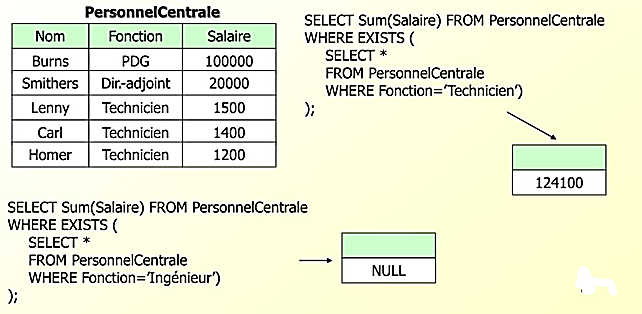 PersonnelCentrale
Nom Fonction Salaire
Burns PDG 100000
Smithers Dir.-adjoint 20000
Lenny Technicien 1500
Carl Technicien 1400
Homer Technicien 1200
SELECT Sum(Salaire) FROM PersonnelCentrale
WHERE EXISTS (
SELECT *
FROM PersonnelCentrale
WHERE Fonction='Technicien')
);
124100
SELECT Sum(Salaire) FROM PersonnelCentrale
WHERE EXISTS (
SELECT *
FROM PersonnelCentrale
WHERE Fonction='Ingénieur')
);
NULL